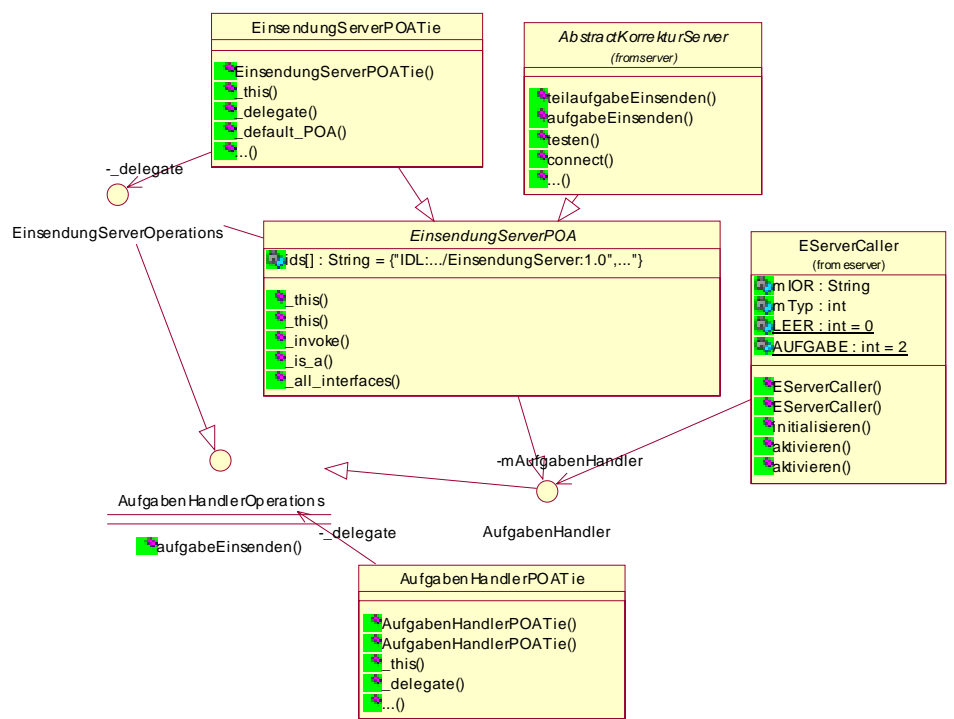 EinsendungServerPOATie
EinsendungServerPOATie()
_this()
_delegate()
_default_POA()
...()
AbstractKorrekturServer
(from server)
teilaufgabeEinsenden()
aufgabeEinsenden()
testen()
connect()
...()
-_delegate
EinsendungServerOperations
EinsendungServerPOA
ids[] : String = {"IDL:.../EinsendungServer:1.0",..."}
_this()
_this()
_invoke()
_is_a()
_all_interfaces()
EServerCaller
(from eserver)
mIOR : String
mTyp : int
LEER : int = 0
AUFGABE : int = 2
EServerCaller()
EServerCaller()
initialisieren()
aktivieren()
aktivieren()
-mAufgabenHandler
AufgabenHandlerOperations
aufgabeEinsenden()
AufgabenHandler
-_delegate
AufgabenHandlerPOATie
AufgabenHandlerPOATie()
AufgabenHandlerPOATie()
_this()
_delegate()
...()